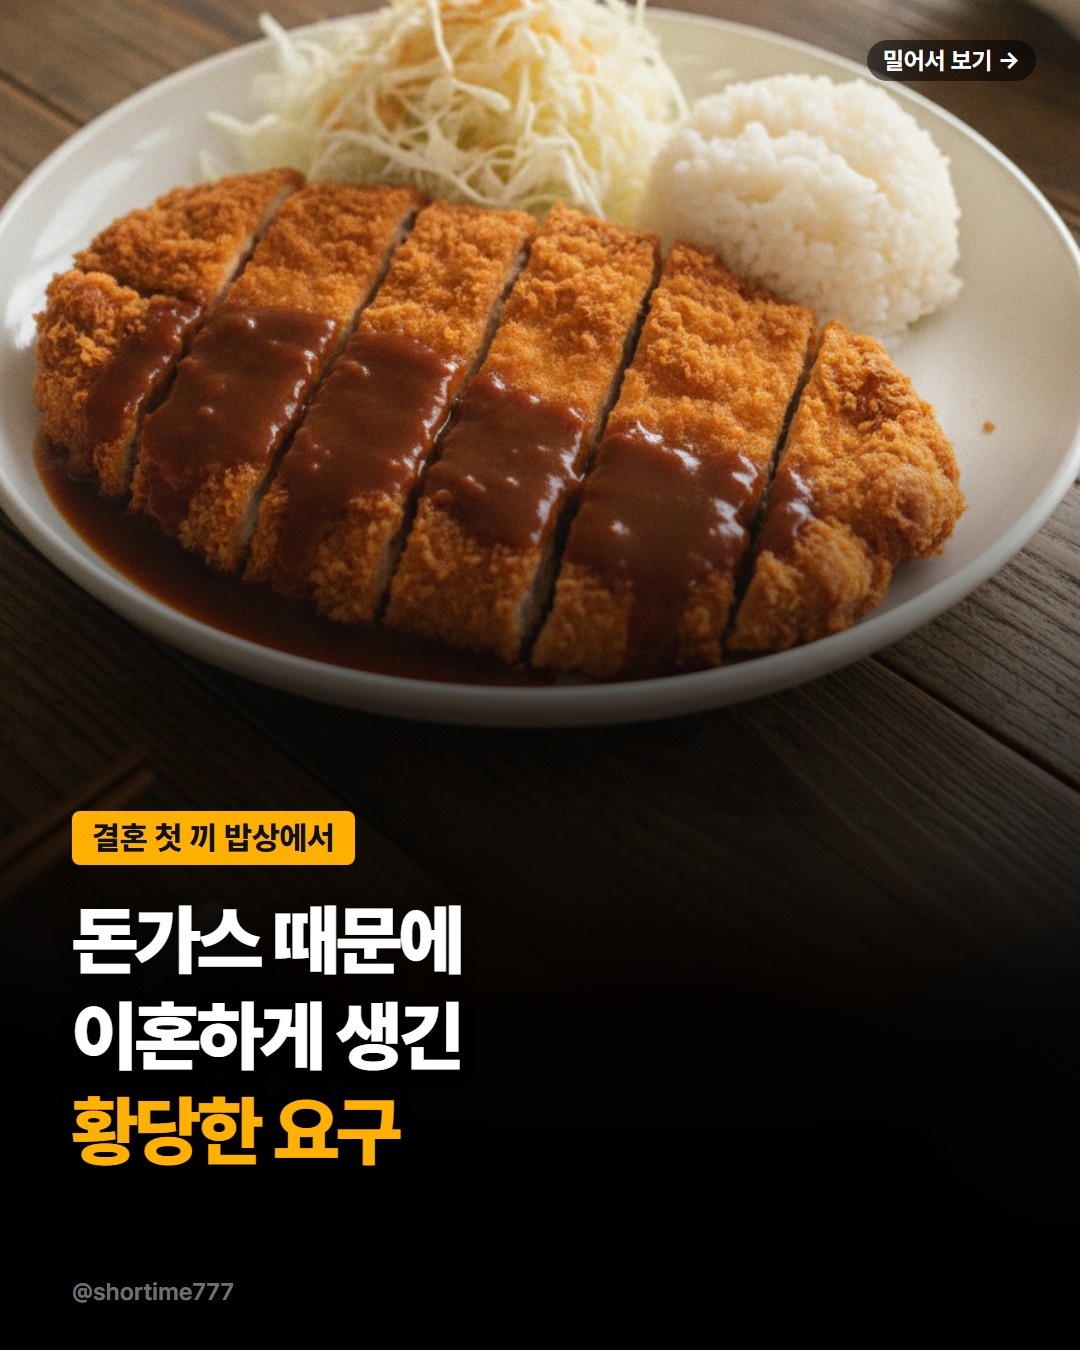 밀어서 보기 →
결혼 첫 끼 밥상에서
돈가스 때문에
이혼하게 생긴
황당한 요구
@shortime777